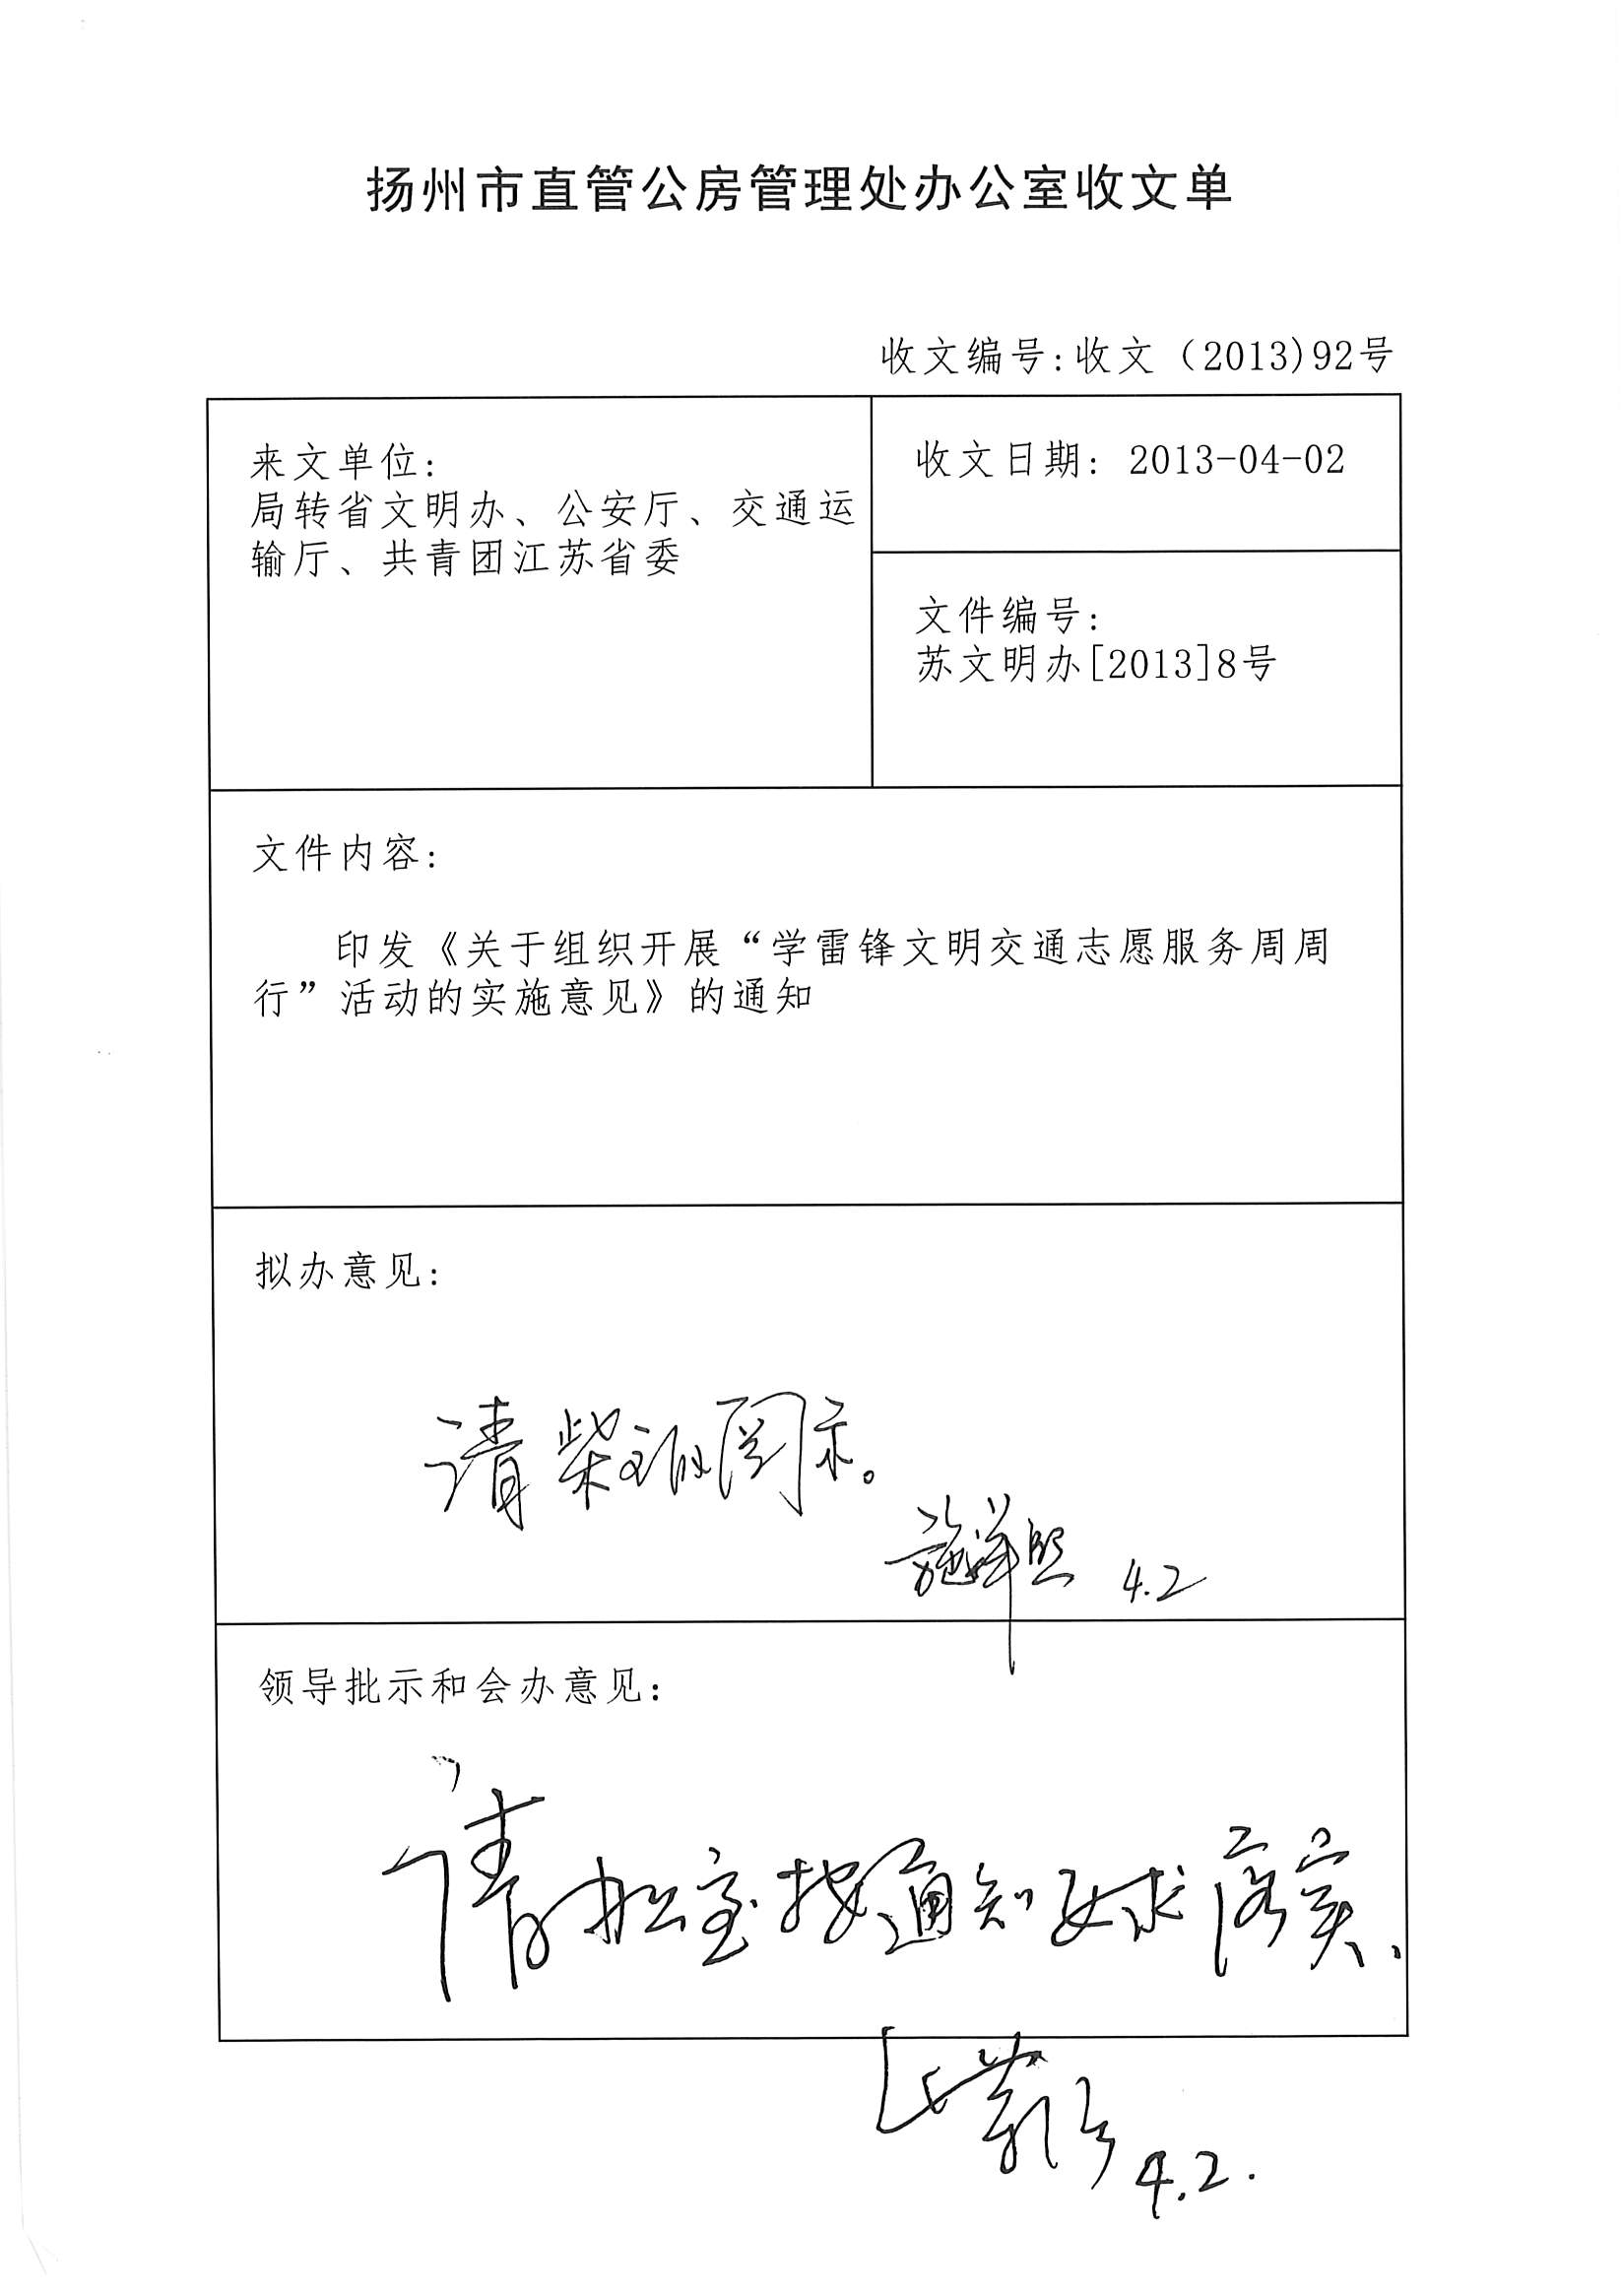 扬州市直管公房管理处办公室收文单
收文编号:收文（2013)92号
来文单位:
局转省文明办、公安厅、交通运
输厅、共青团江苏省委
收文日期: 2013-04-02
文件编号:
苏文明办[2013]8号
文件内容:
印发《关于组织开展“学雷锋文明交通志愿服务周周
行”活动的实施意见》的通知
拟办意见:
请柴主任阅示。
4.2
领导批示和会办意见:
请办公室按通知要求落实、
4.2.